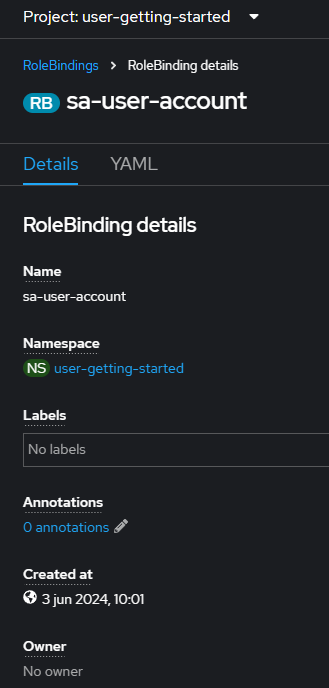 Project: user-getting-started
RoleBindings > RoleBinding details
RB sa-user-account
Details YAML
RoleBinding details
Name
sa-user-account
Namespace
NS user-getting-started
Labels
No labels
Annotations
0 annotations
Created at
3 jun 2024, 10:01
Owner
No owner